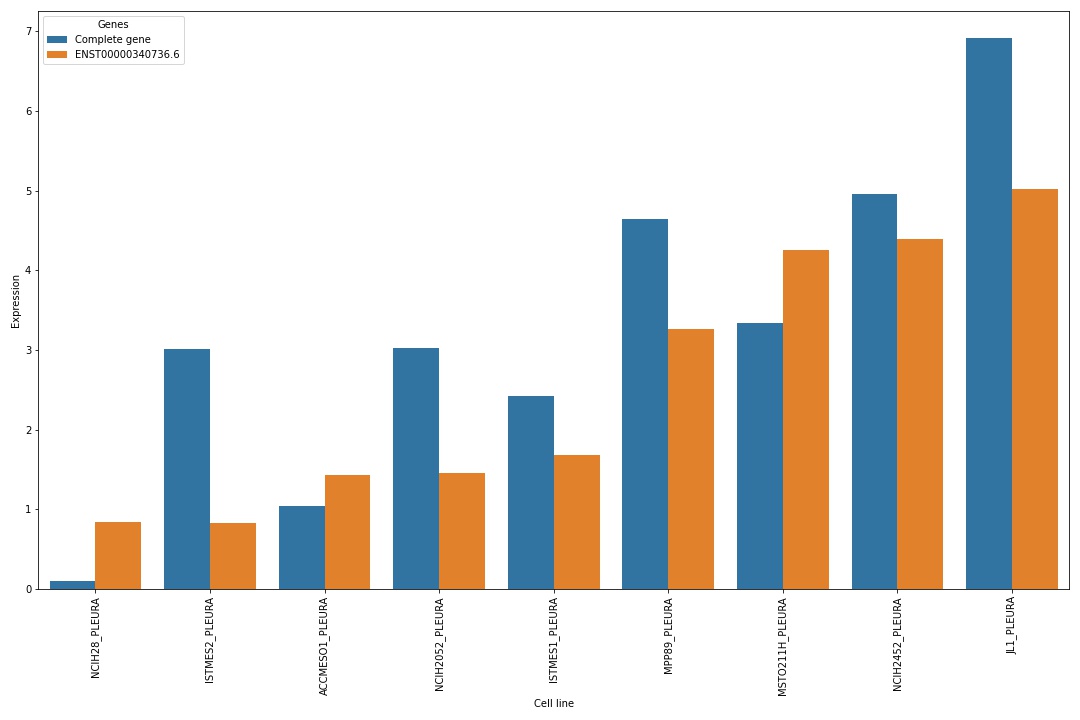 Genes
Complete gene
ENST00000340736.6
7
6
5
4
3
2
1
0
Expression
NCIH28_PLEURA
ISTMES2_PLEURA
ACCMESO1_PLEURA
NCIH2052_PLEURA
ISTMES1_PLEURA
MPP89_PLEURA
MSTO211H_PLEURA
NCIH2452_PLEURA
JL1_PLEURA
Cell line